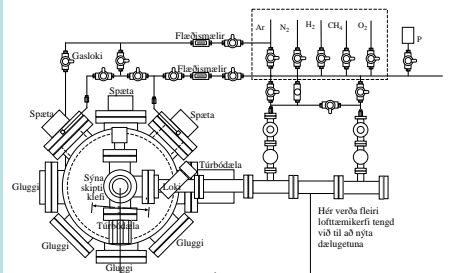 Ar N₂ H₂ CH₄ O₂
P
Flæðismælir
Gasloki
Flæðismælir
Spæta
Spæta
Spæta
Túrbódæla
Sýna
skipti
klefi
Loki
Gluggi
Gluggi
Túrbódæla
Gluggi
Gluggi
Hér verða fleiri
lofttæmikerfi tengd
við til að nýta
dælugetuna